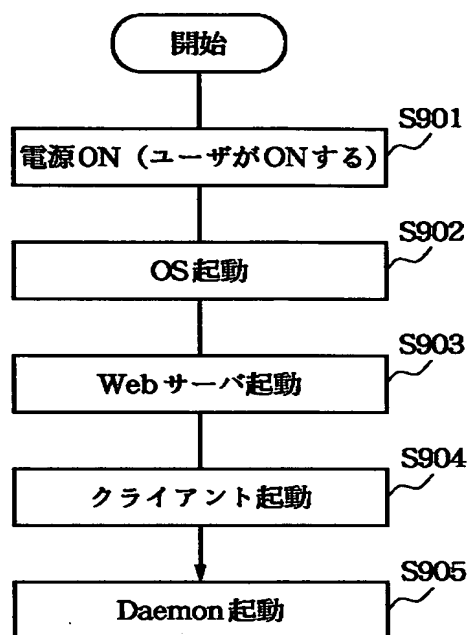 開始
S901
電源ON（ユーザがONする）
S902
OS起動
S903
Webサーバ起動
S904
クライアント起動
S905
Daemon起動